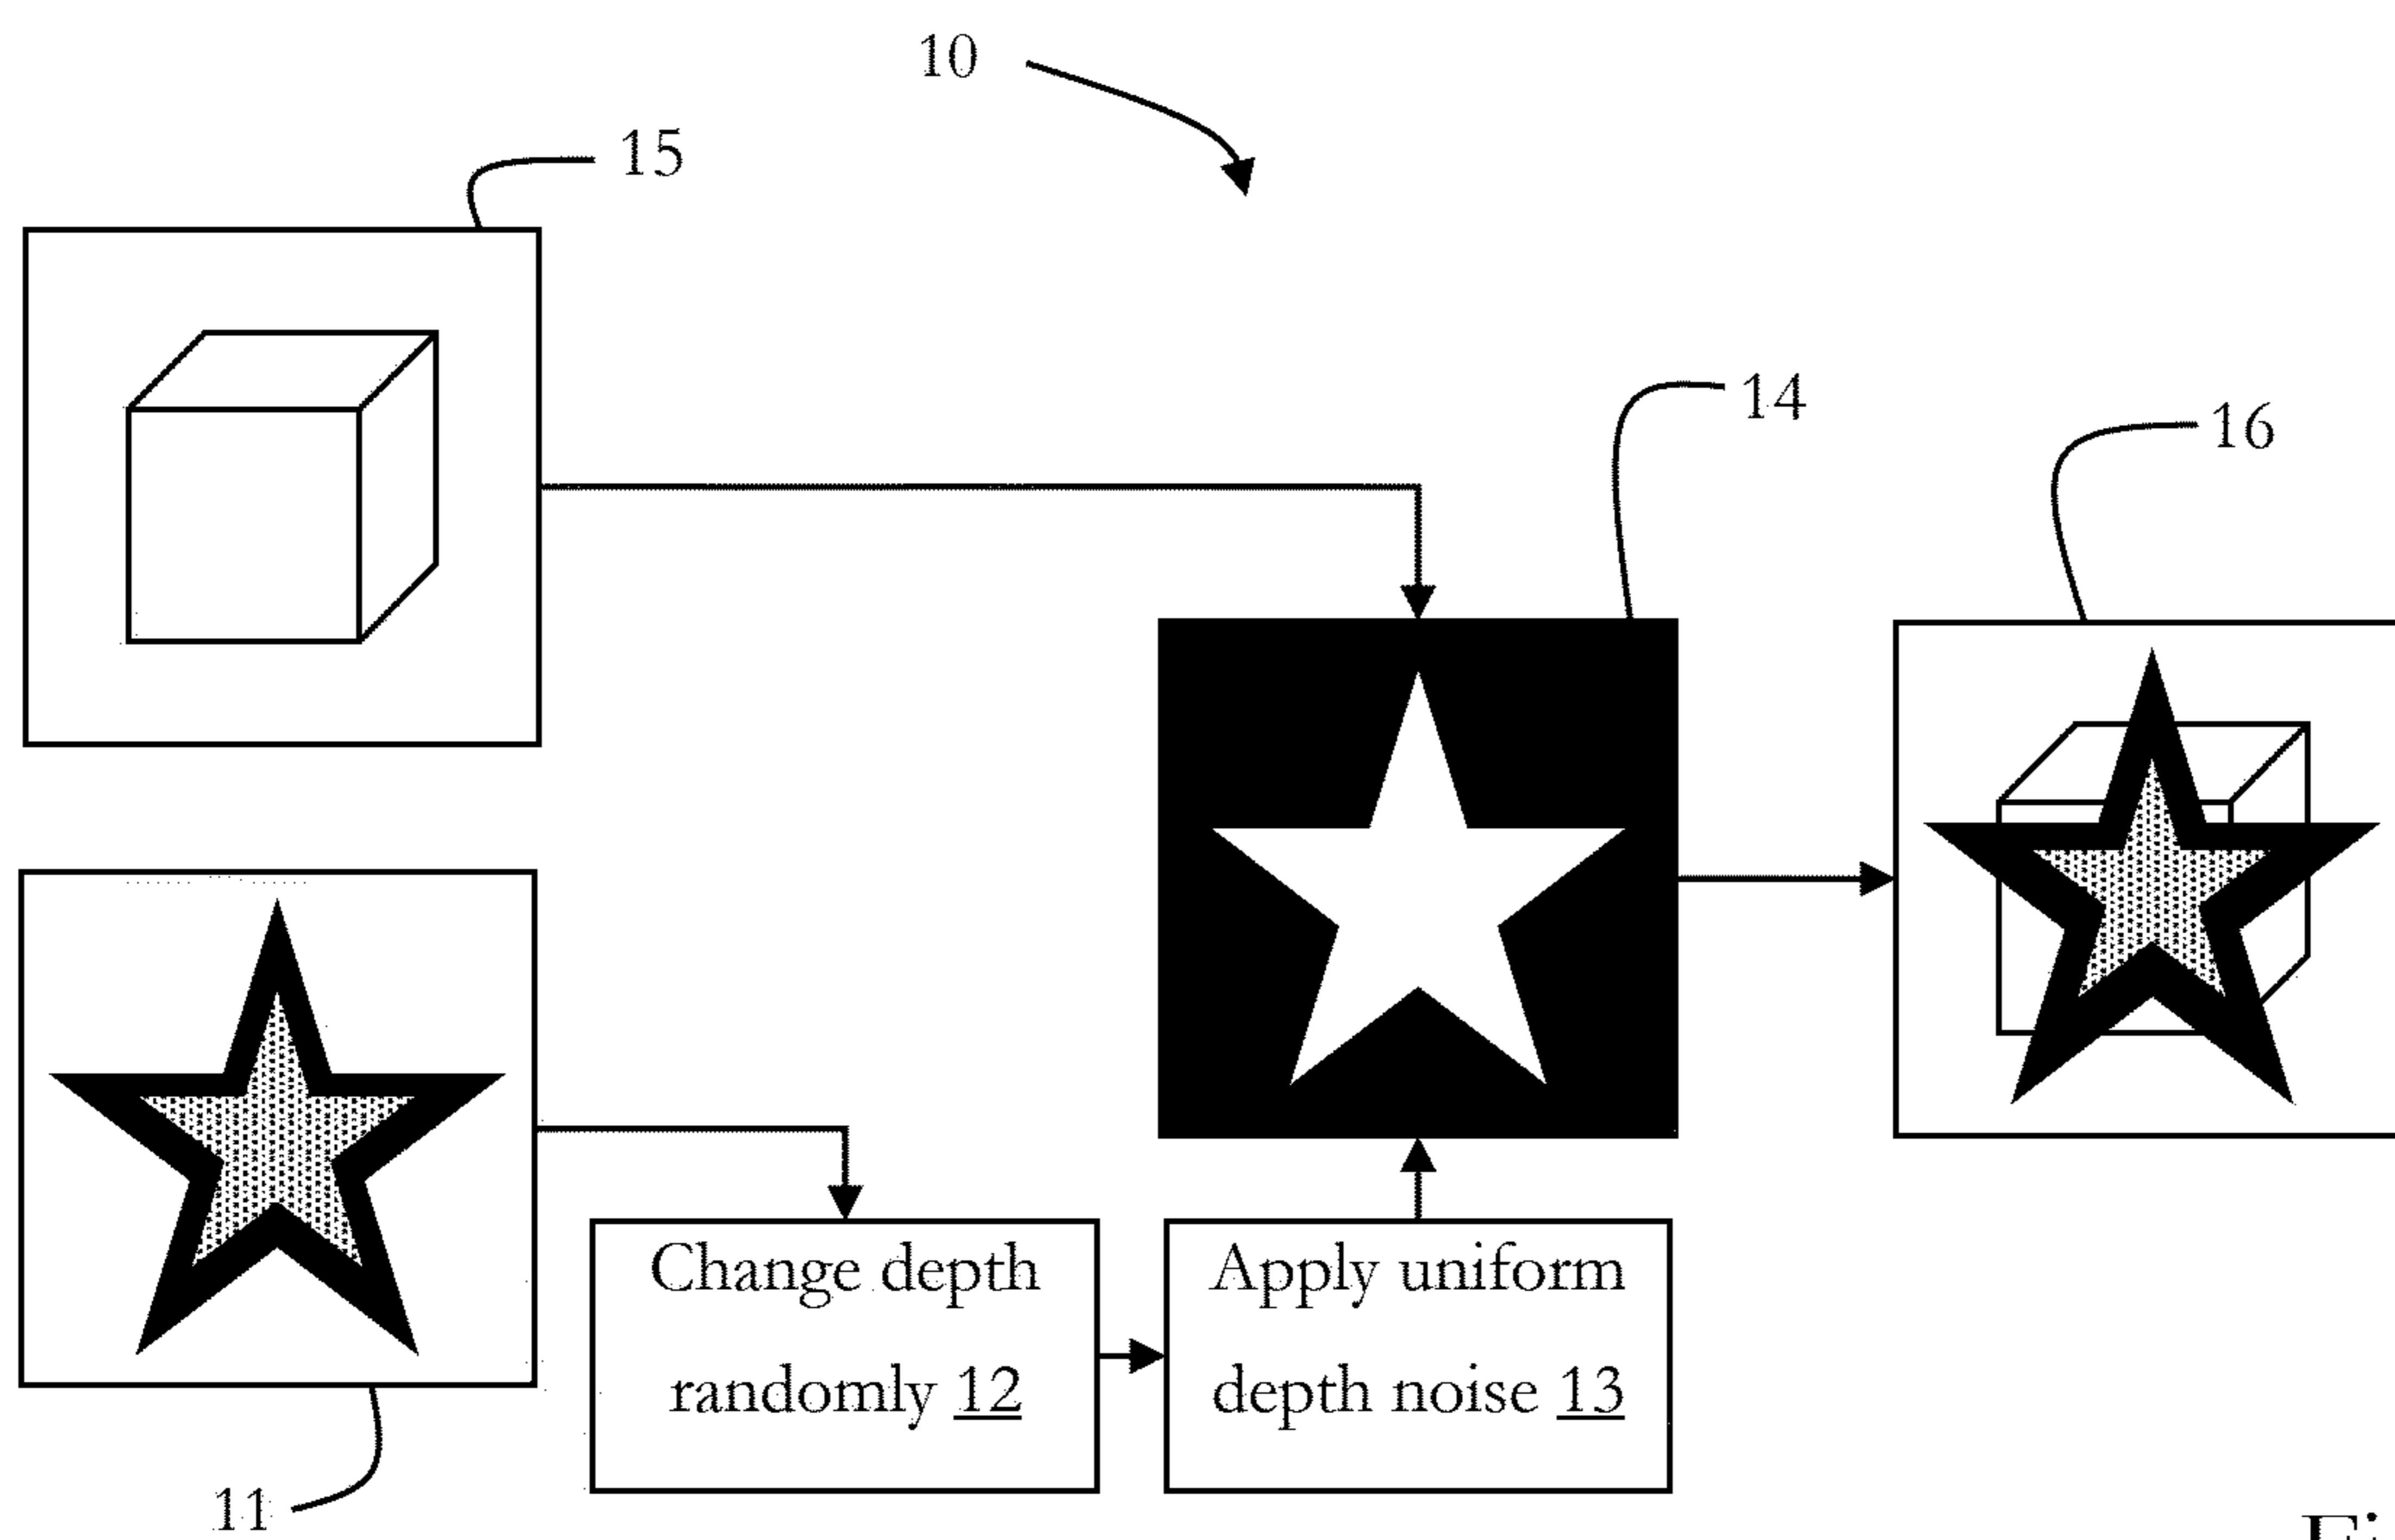 10
15
14
16
Change depth
randomly 12
Apply uniform
depth noise 13
11